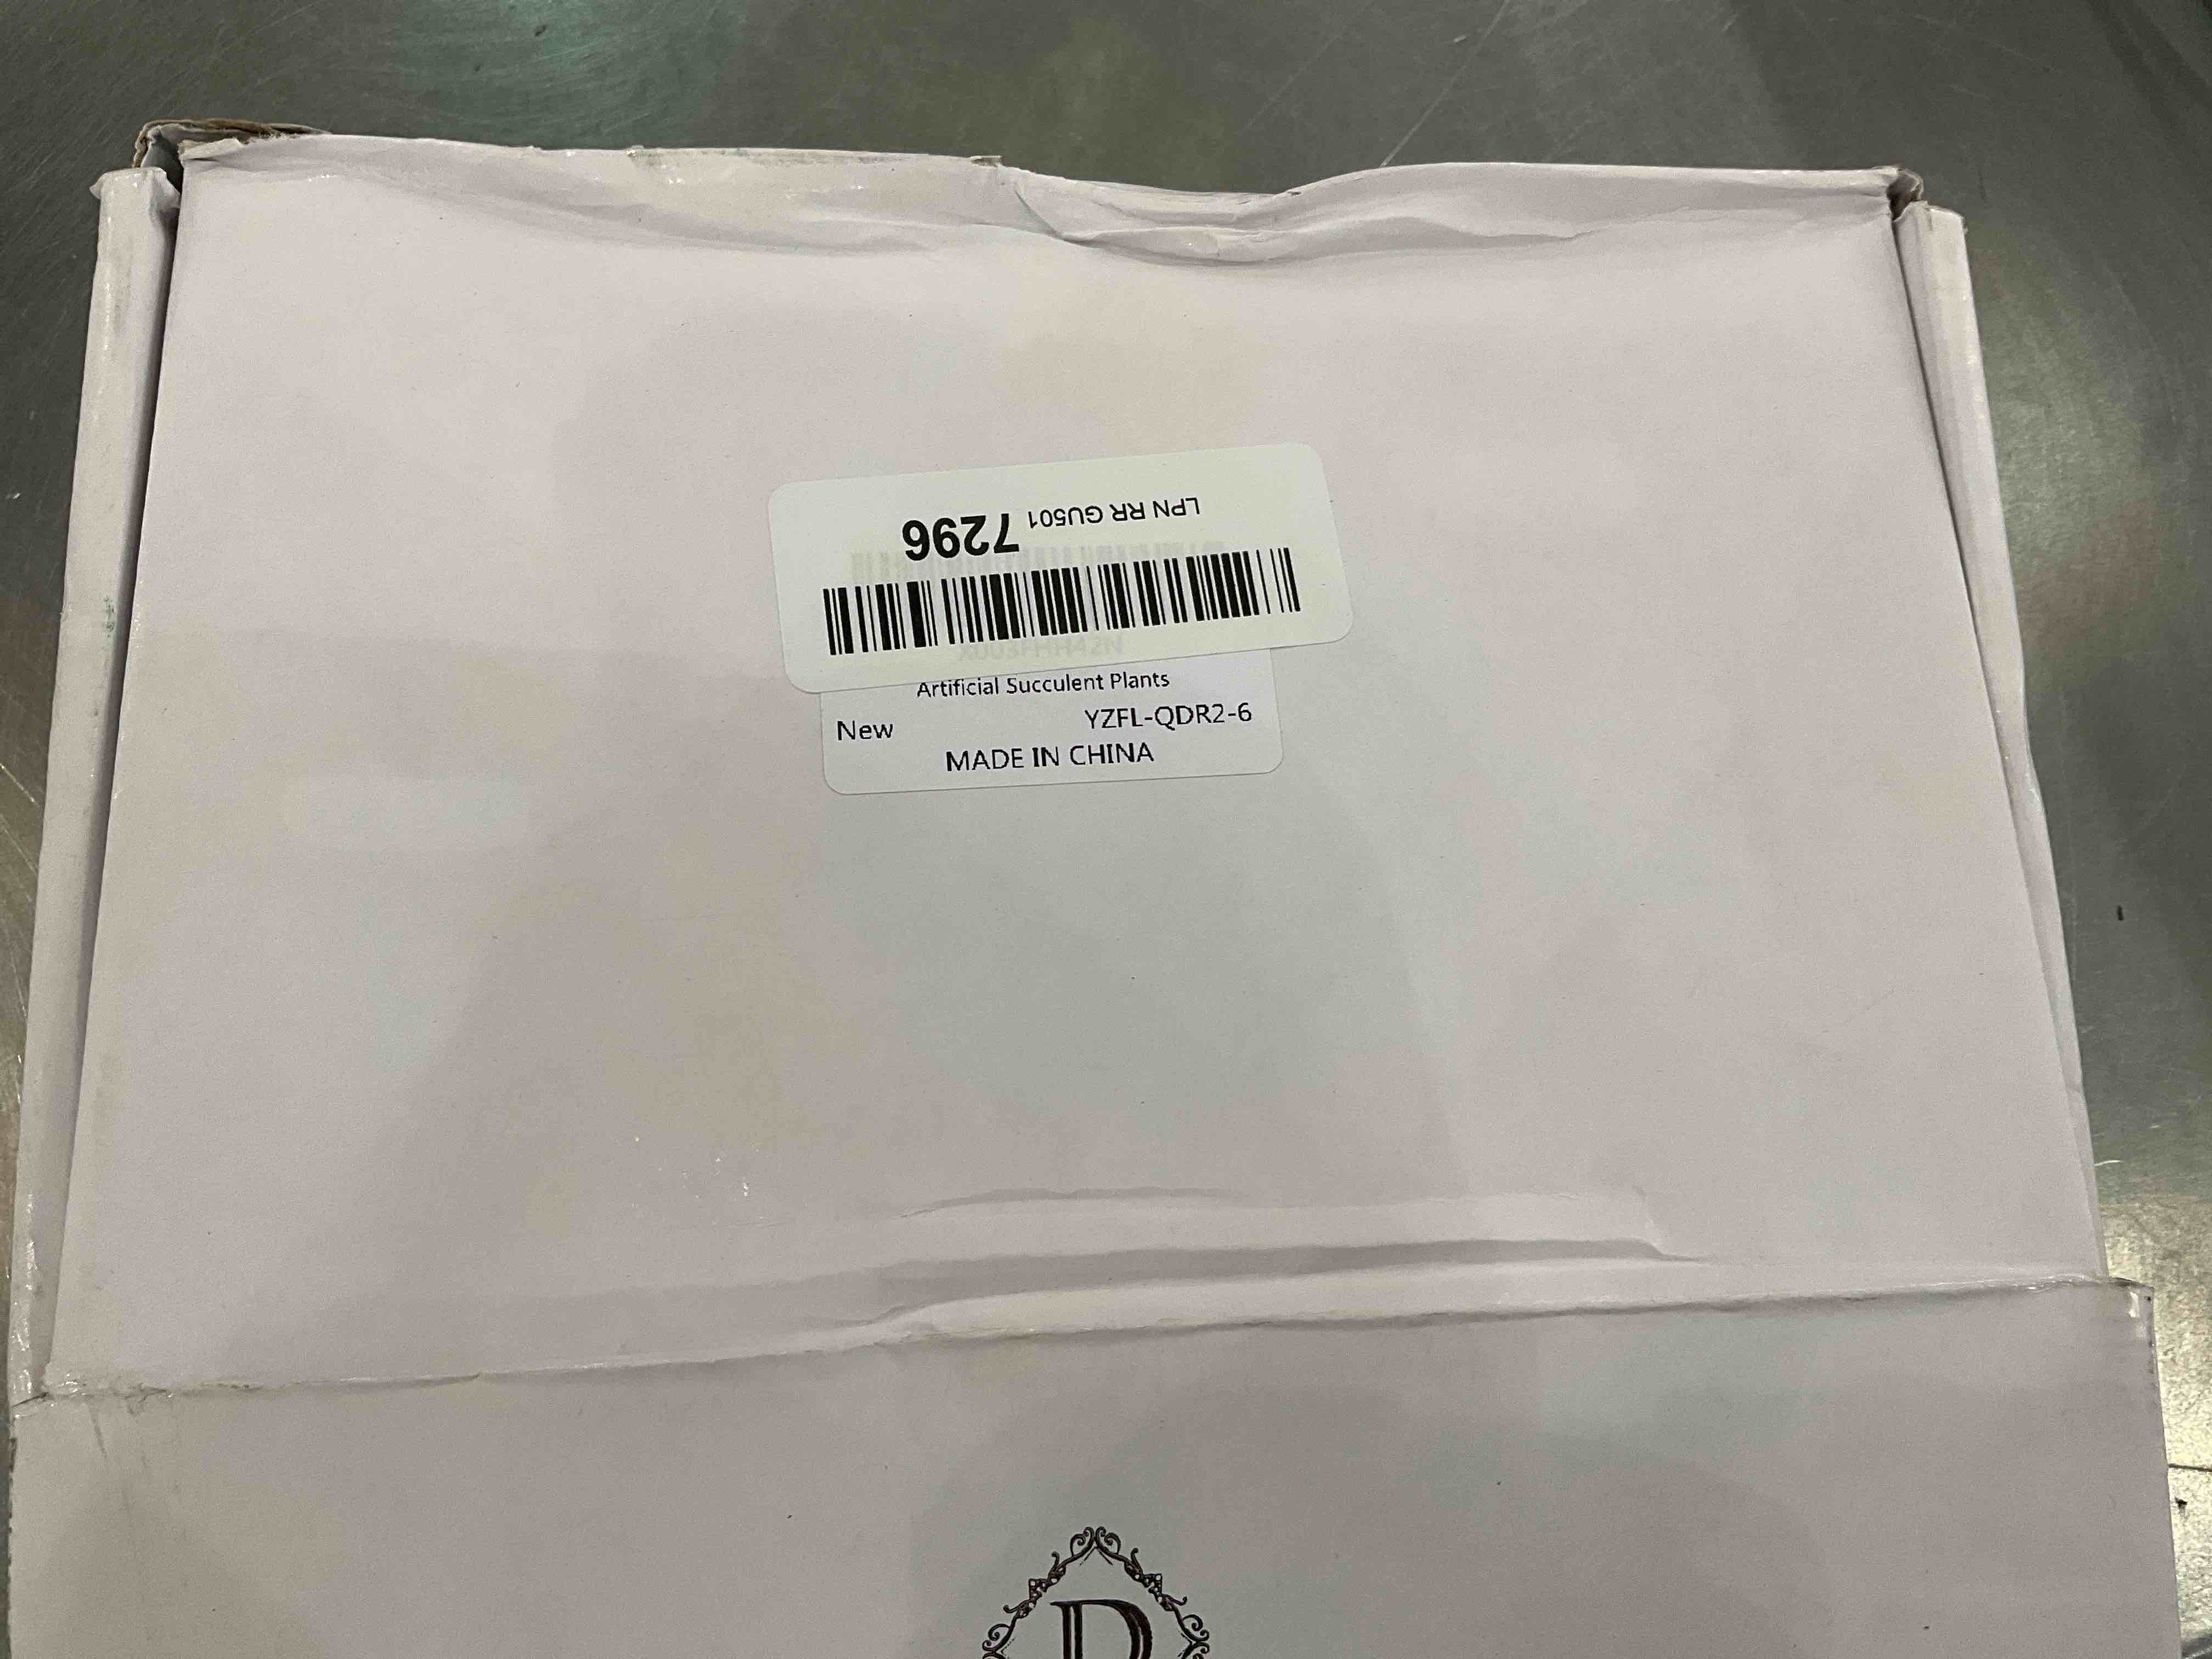 LPN RR GU501 7296
Artificial Succulent Plants
New YZFL-QDR2-6
MADE IN CHINA